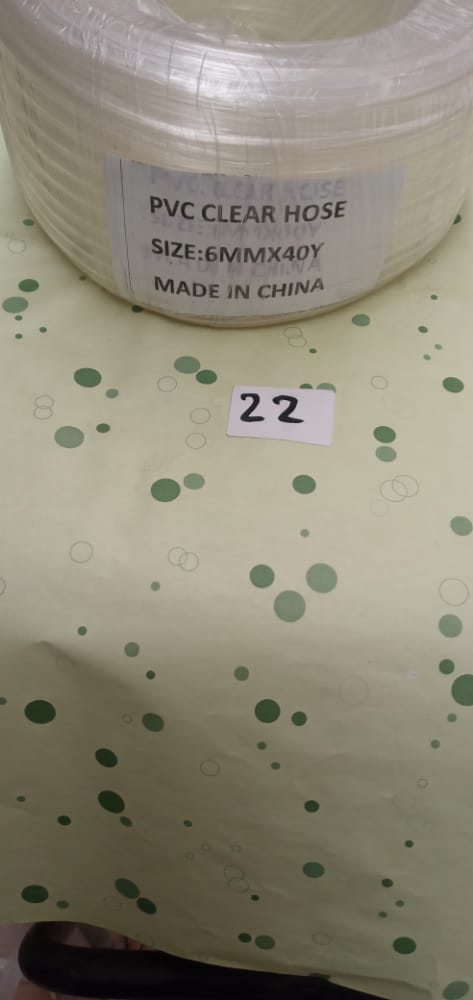 PVC CLEAR HOSE
SIZE:6MMX40Y
MADE IN CHINA
22